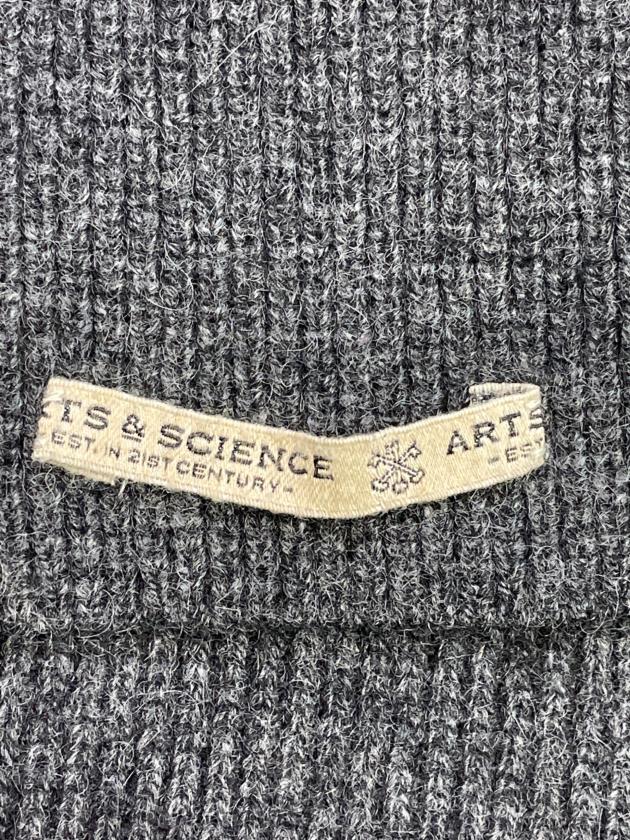 TS & SCIENCE
EST. IN 21ST CENTURY-
ARTS
-EST